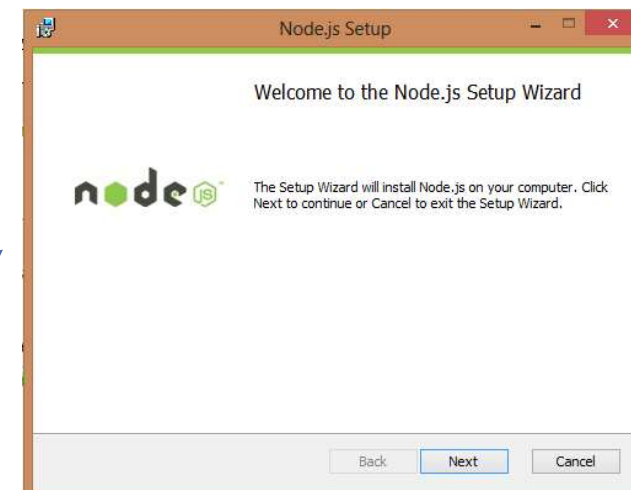 Node.js Setup
Welcome to the Node.js Setup Wizard
node JS
The Setup Wizard will install Node.js on your computer. Click
Next to continue or Cancel to exit the Setup Wizard.
Back Next Cancel